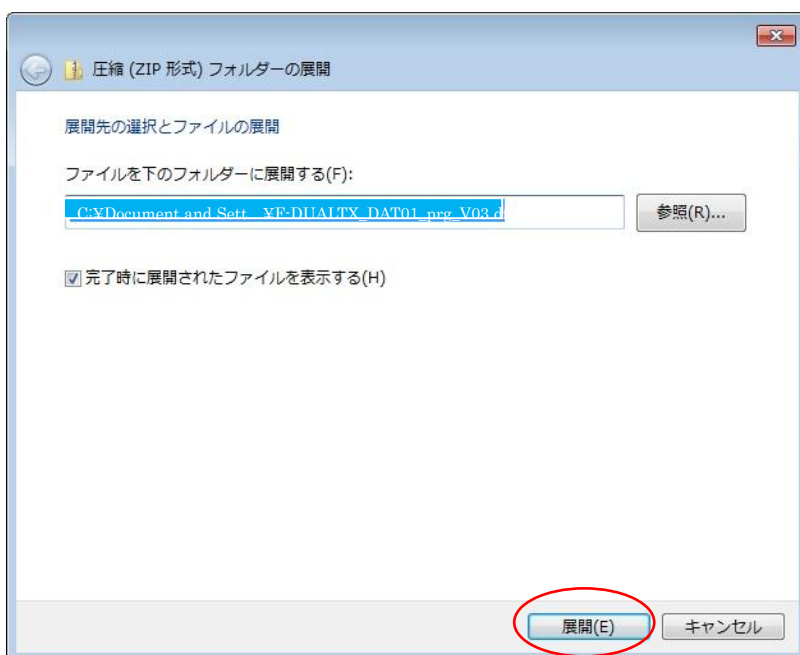 圧縮 (ZIP 形式) フォルダーの展開
展開先の選択とファイルの展開
ファイルを下のフォルダーに展開する(F):
C:¥Document and Sett ¥F-DUALTX_DAT01_prg_V03.d
参照(R)...
完了時に展開されたファイルを表示する(H)
展開(E)
キャンセル